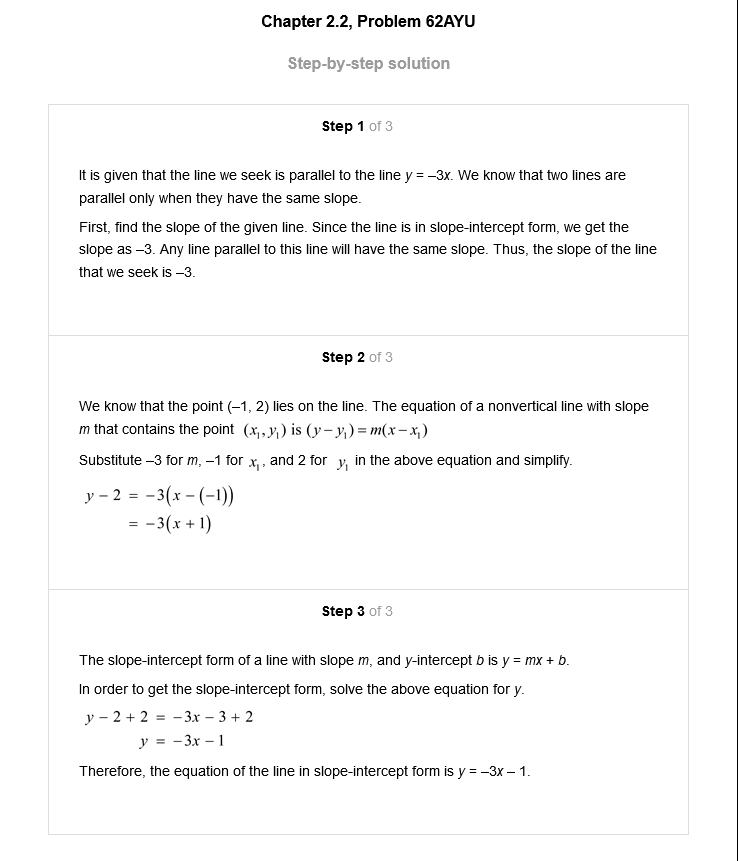 Chapter 2.2, Problem 62AYU
Step-by-step solution
Step 1 of 3
It is given that the line we seek is parallel to the line y = –3x. We know that two lines are
parallel only when they have the same slope.
First, find the slope of the given line. Since the line is in slope-intercept form, we get the
slope as –3. Any line parallel to this line will have the same slope. Thus, the slope of the line
that we seek is –3.
Step 2 of 3
We know that the point (–1, 2) lies on the line. The equation of a nonvertical line with slope
m that contains the point (x₁, y₁) is (y − y₁) = m(x − x₁)
Substitute –3 for m, –1 for x₁, and 2 for y₁ in the above equation and simplify.
y − 2 = −3(x − (−1))
= −3(x + 1)
Step 3 of 3
The slope-intercept form of a line with slope m, and y-intercept b is y = mx + b.
In order to get the slope-intercept form, solve the above equation for y.
y − 2 + 2 = −3x − 3 + 2
y = −3x − 1
Therefore, the equation of the line in slope-intercept form is y = –3x – 1.